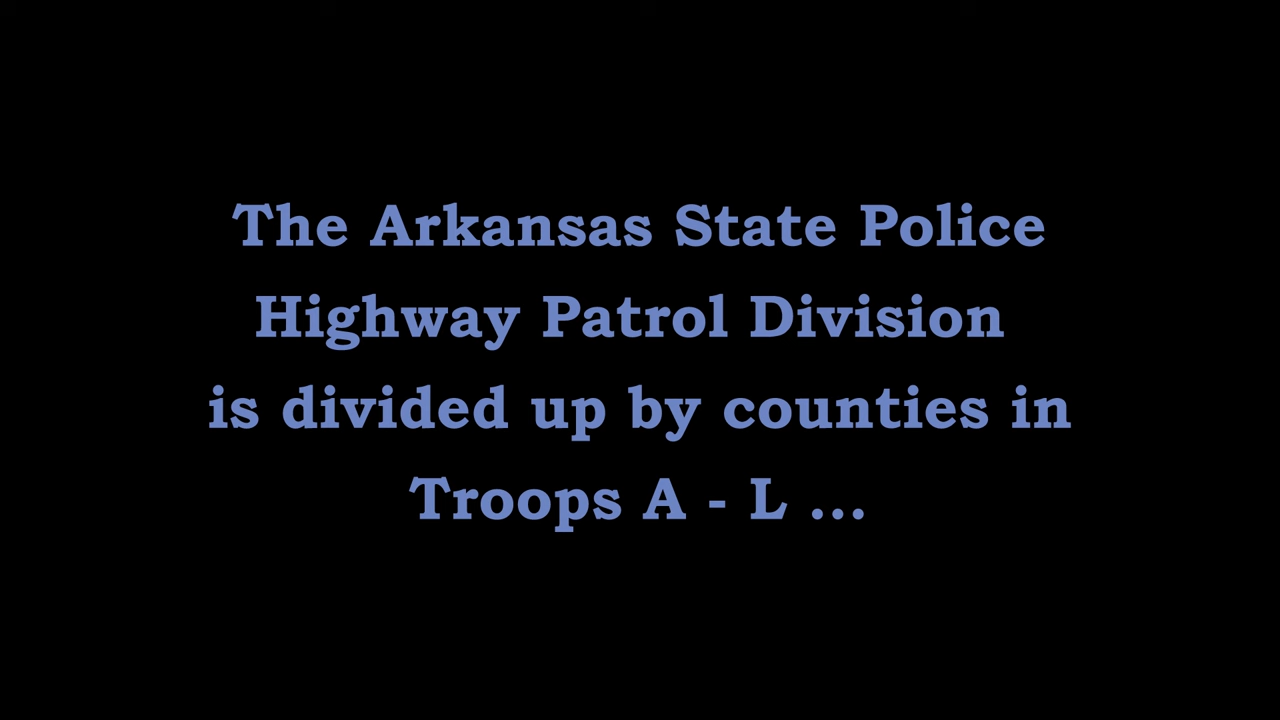 The Arkansas State Police
Highway Patrol Division
is divided up by counties in
Troops A - L ...